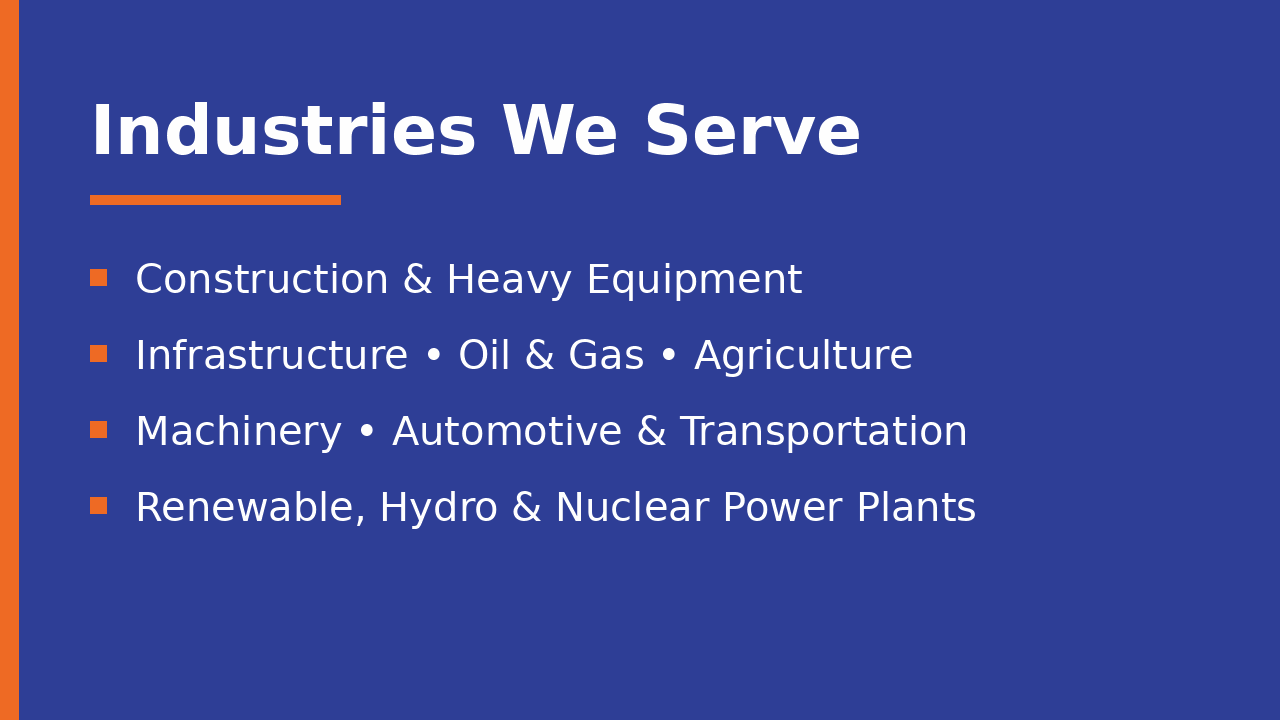 Industries We Serve
Construction & Heavy Equipment
Infrastructure • Oil & Gas • Agriculture
Machinery • Automotive & Transportation
Renewable, Hydro & Nuclear Power Plants